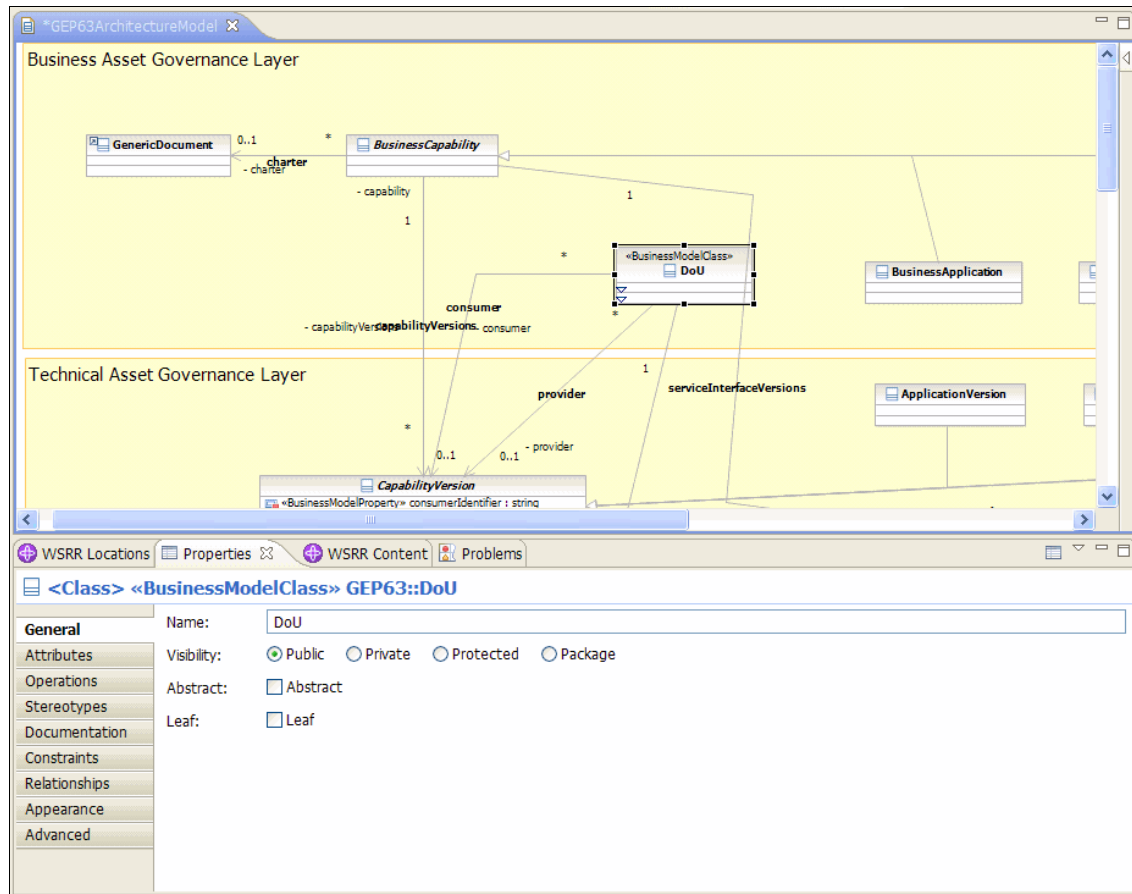 *GEP63ArchitectureModel
Business Asset Governance Layer
GenericDocument
0..1
*
BusinessCapability
charter
- charter
- capability
1
1
*
«BusinessModelClass»
DoU
BusinessApplication
consumer
*
- capabilityVersions
capabilityVersions
- consumer
Technical Asset Governance Layer
1
serviceInterfaceVersions
provider
ApplicationVersion
*
0..1
0..1
- provider
CapabilityVersion
«BusinessModelProperty» consumerIdentifier : string
WSRR Locations
Properties
WSRR Content
Problems
<Class> «BusinessModelClass» GEP63::DoU
General
Name:
DoU
Attributes
Visibility:
Public
Private
Protected
Package
Operations
Abstract:
Abstract
Stereotypes
Leaf:
Leaf
Documentation
Constraints
Relationships
Appearance
Advanced